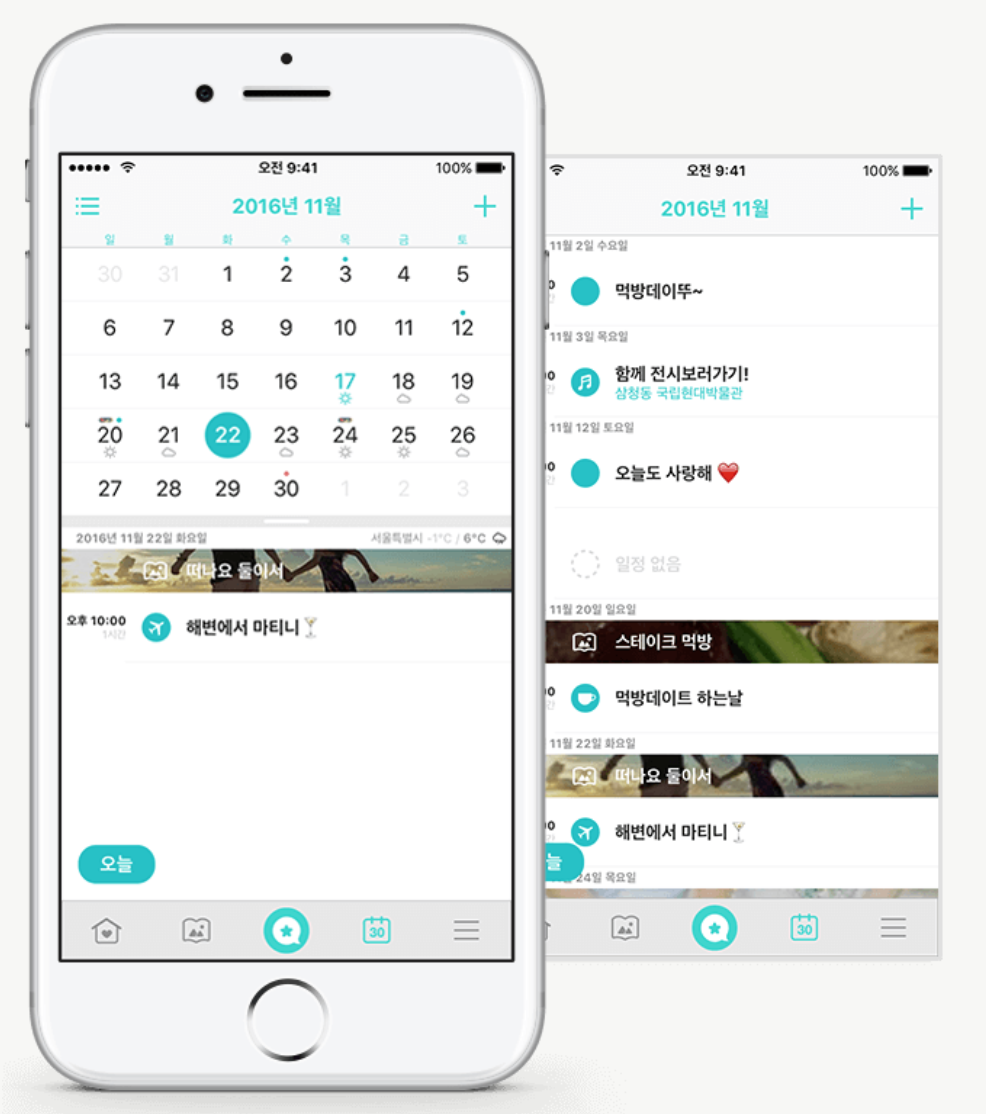 오전 9:41
100%
2016년 11월
일 월 화 수 목 금 토
30 31 1 2 3 4 5
6 7 8 9 10 11 12
13 14 15 16 17 18 19
20 21 22 23 24 25 26
27 28 29 30 1 2 3
2016년 11월 22일 화요일
서울특별시 -1°C / 6°C
떠나요 둘이서
오후 10:00
1시간
해변에서 마티니🍸
오늘
30
오전 9:41
100%
2016년 11월
11월 2일 수요일
먹방데이뚜~
11월 3일 목요일
함께 전시보러가기!
삼청동 국립현대박물관
11월 12일 토요일
오늘도 사랑해 ❤️
일정 없음
11월 20일 일요일
스테이크 먹방
먹방데이트 하는날
11월 22일 화요일
떠나요 둘이서
해변에서 마티니🍸
늘
24일 목요일
30